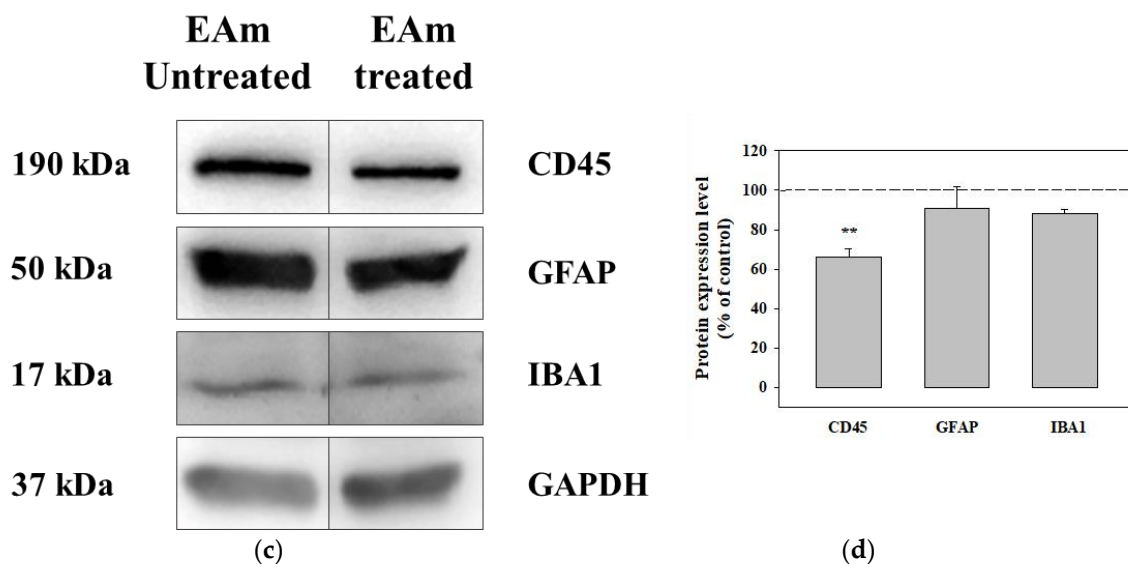 EAm
Untreated
EAm
treated
190 kDa
CD45
50 kDa
GFAP
17 kDa
IBA1
37 kDa
GAPDH
(c)
Protein expression level
(% of control)
120
100
80
60
40
20
0
**
CD45
GFAP
IBA1
(d)